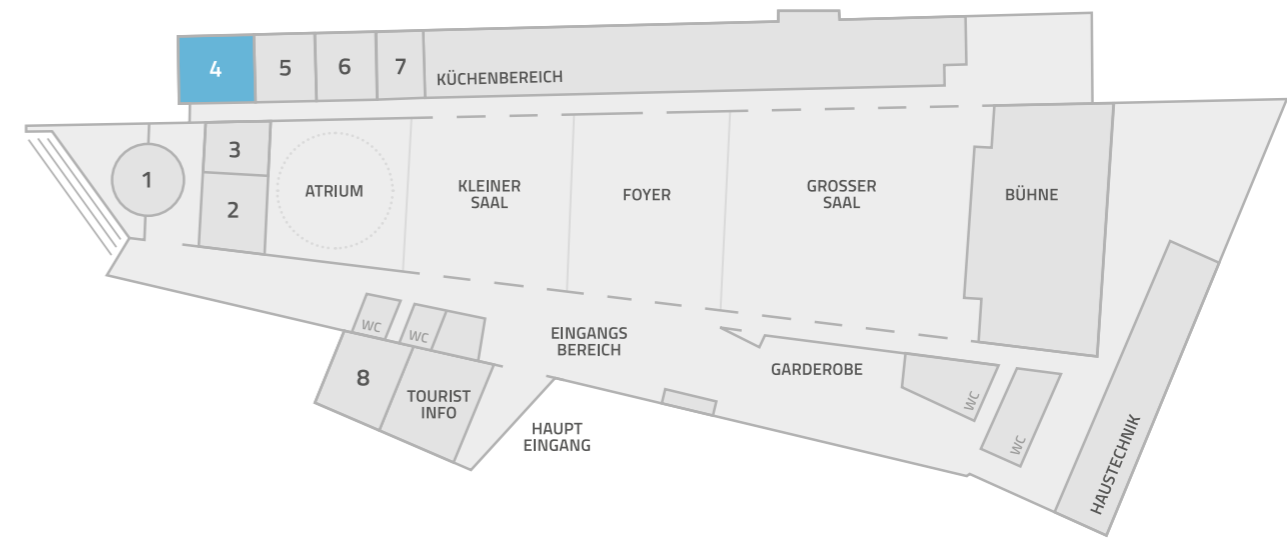 4
5
6
7
KÜCHENBEREICH
1
3
2
ATRIUM
KLEINER
SAAL
FOYER
GROSSER
SAAL
BÜHNE
WC
WC
EINGANGS
BEREICH
GARDEROBE
8
TOURIST
INFO
HAUPT
EINGANG
WC
WC
HAUSTECHNIK